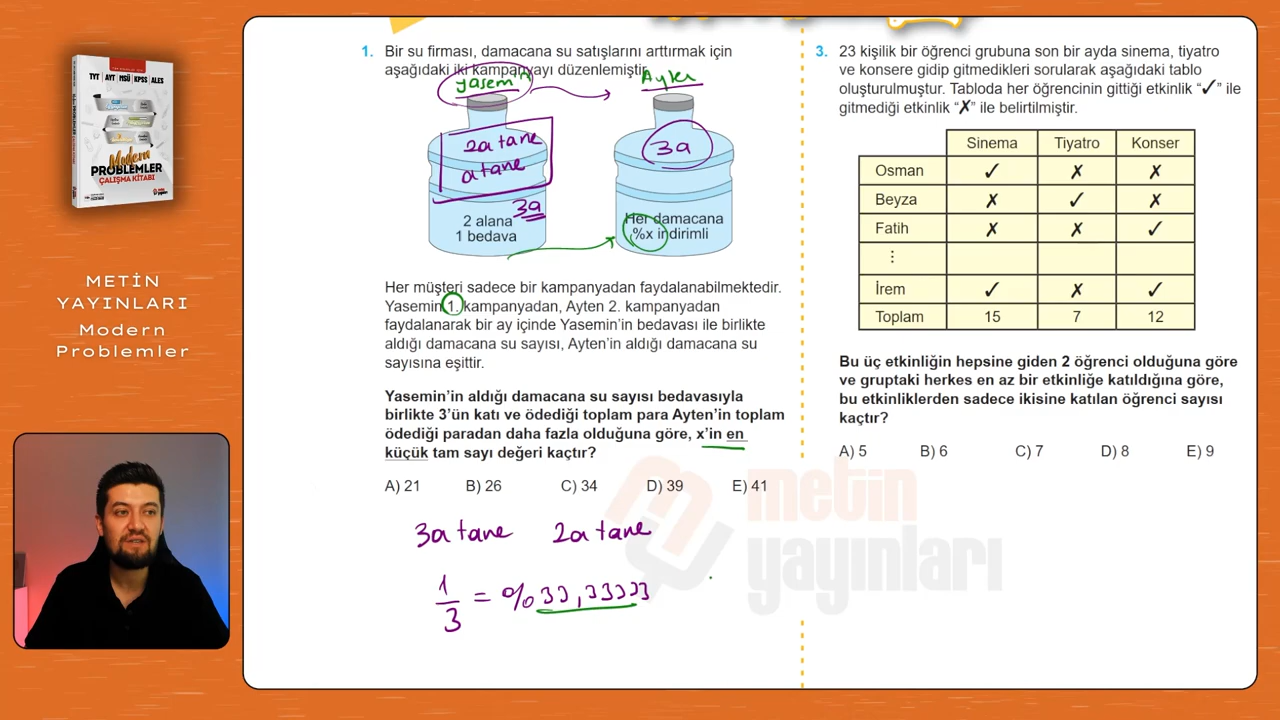 TYT | AYT | MSÜ | KPSS | ALES
Modern
PROBLEMLER
ÇALIŞMA KİTABI
METİN
YAYINLARI
Modern
Problemler
1. Bir su firması, damacana su satışlarını arttırmak için
aşağıdaki iki kampanyayı düzenlemiştir.
yasemin
Ayten
2a tane
a tane
3a
2 alana
1 bedava
3a
Her damacana
%x indirimli
Her müşteri sadece bir kampanyadan faydalanabilmektedir.
Yasemin 1. kampanyadan, Ayten 2. kampanyadan
faydalanarak bir ay içinde Yasemin'in bedavası ile birlikte
aldığı damacana su sayısı, Ayten'in aldığı damacana su
sayısına eşittir.
Yasemin'in aldığı damacana su sayısı bedavasıyla
birlikte 3'ün katı ve ödediği toplam para Ayten'in toplam
ödediği paradan daha fazla olduğuna göre, x'in en
küçük tam sayı değeri kaçtır?
A) 21 B) 26 C) 34 D) 39 E) 41
3a tane 2a tane
1/3 = %33,33333
3. 23 kişilik bir öğrenci grubuna son bir ayda sinema, tiyatro
ve konsere gidip gitmedikleri sorularak aşağıdaki tablo
oluşturulmuştur. Tabloda her öğrencinin gittiği etkinlik "✓" ile
gitmediği etkinlik "✗" ile belirtilmiştir.
Sinema Tiyatro Konser
Osman ✓ ✗ ✗
Beyza ✗ ✓ ✗
Fatih ✗ ✗ ✓
⋮
İrem ✓ ✗ ✓
Toplam 15 7 12
Bu üç etkinliğin hepsine giden 2 öğrenci olduğuna göre
ve gruptaki herkes en az bir etkinliğe katıldığına göre,
bu etkinliklerden sadece ikisine katılan öğrenci sayısı
kaçtır?
A) 5 B) 6 C) 7 D) 8 E) 9
metin
yayınları